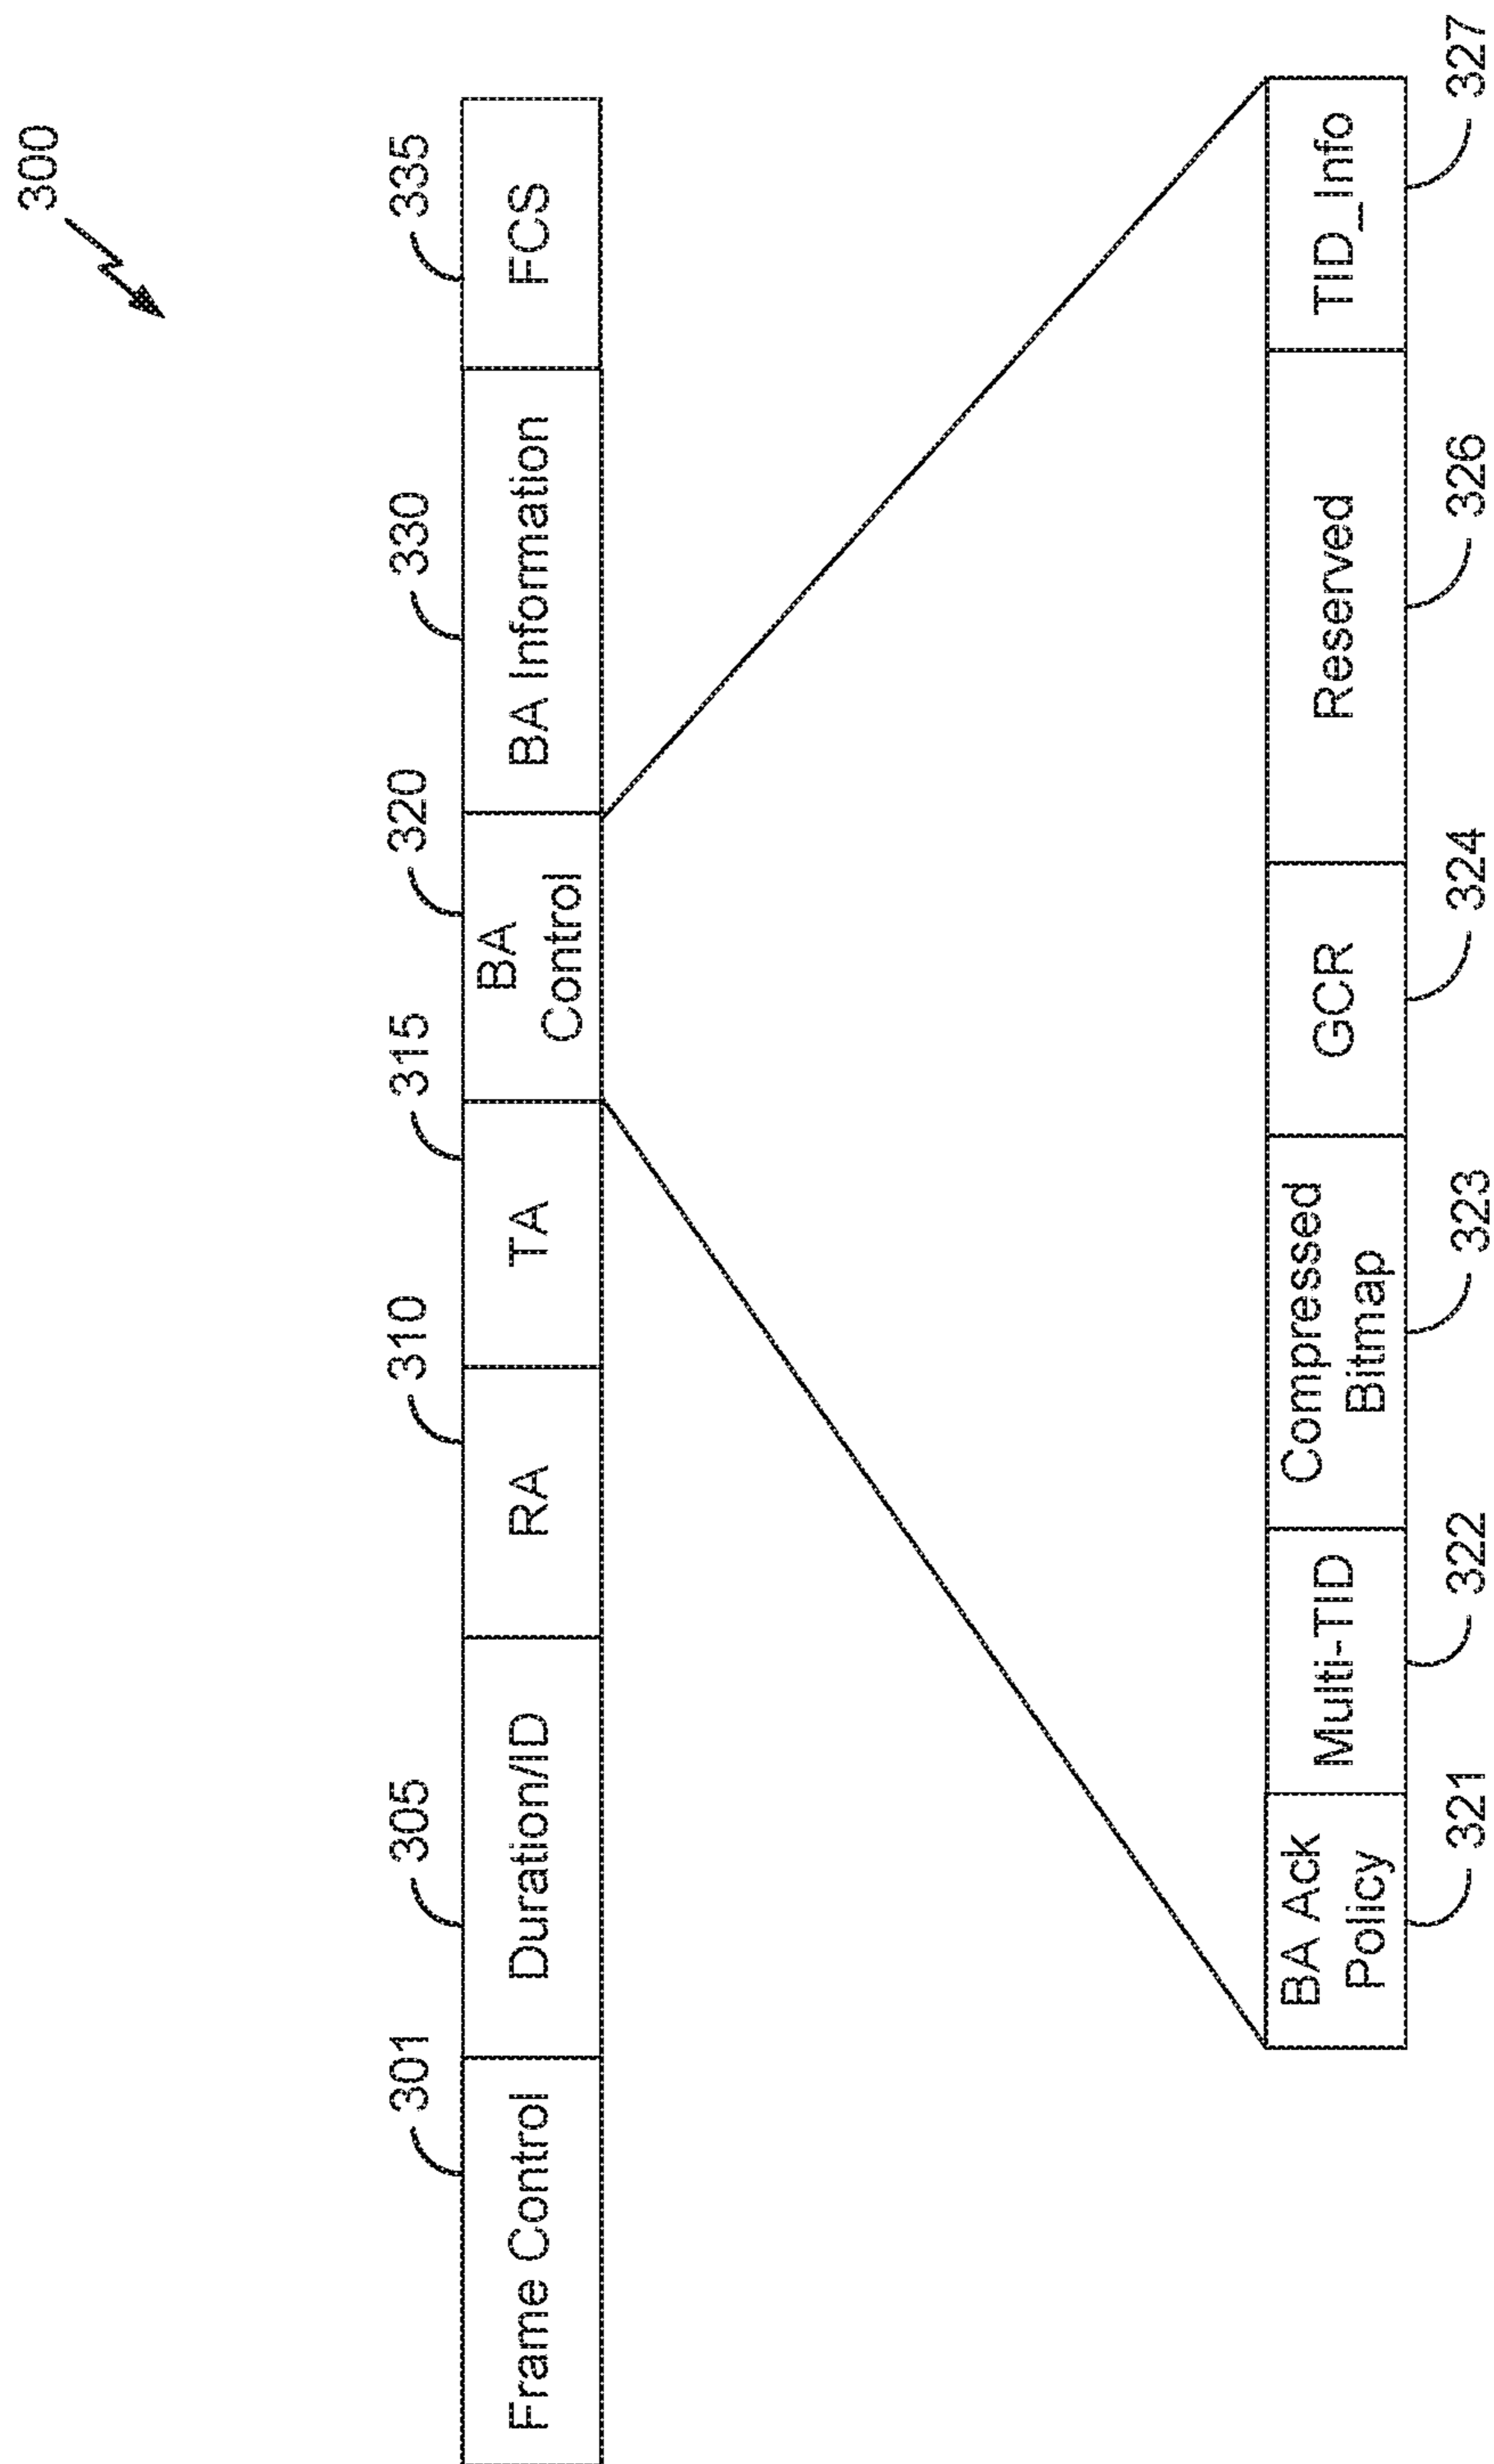 300
301
305
310
315
320
330
335
Frame Control
Duration/ID
RA
TA
BA
Control
BA Information
FCS
BA Ack
Policy
Multi-TID
Compressed
Bitmap
GCR
Reserved
TID_Info
321
322
323
324
326
327